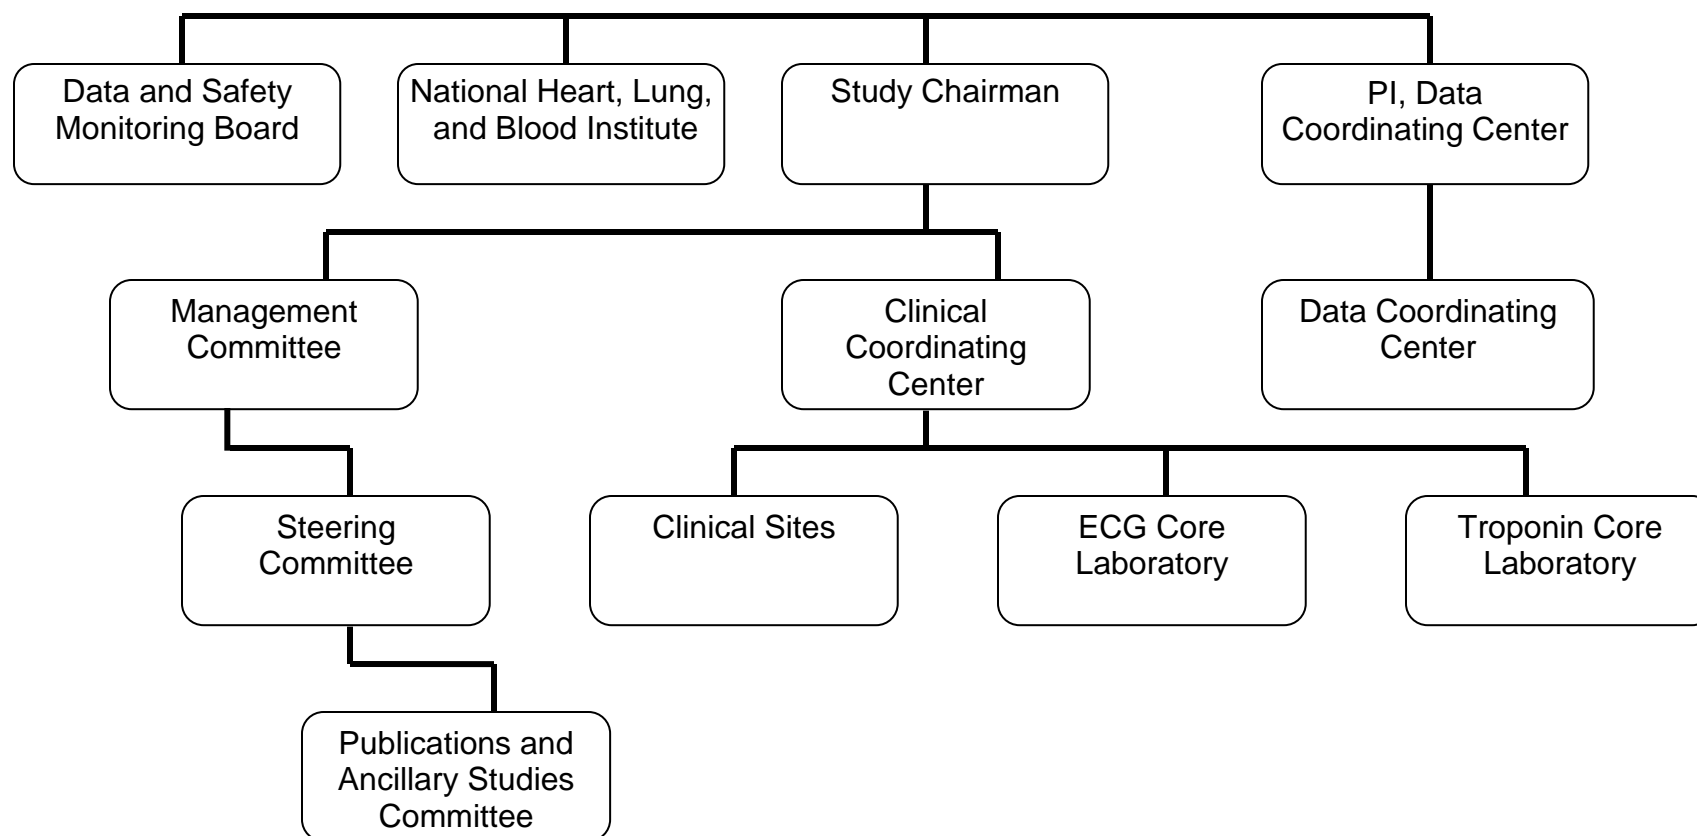 Data and Safety
Monitoring Board
National Heart, Lung,
and Blood Institute
Study Chairman
PI, Data
Coordinating Center
Management
Committee
Clinical
Coordinating
Center
Data Coordinating
Center
Steering
Committee
Clinical Sites
ECG Core
Laboratory
Troponin Core
Laboratory
Publications and
Ancillary Studies
Committee